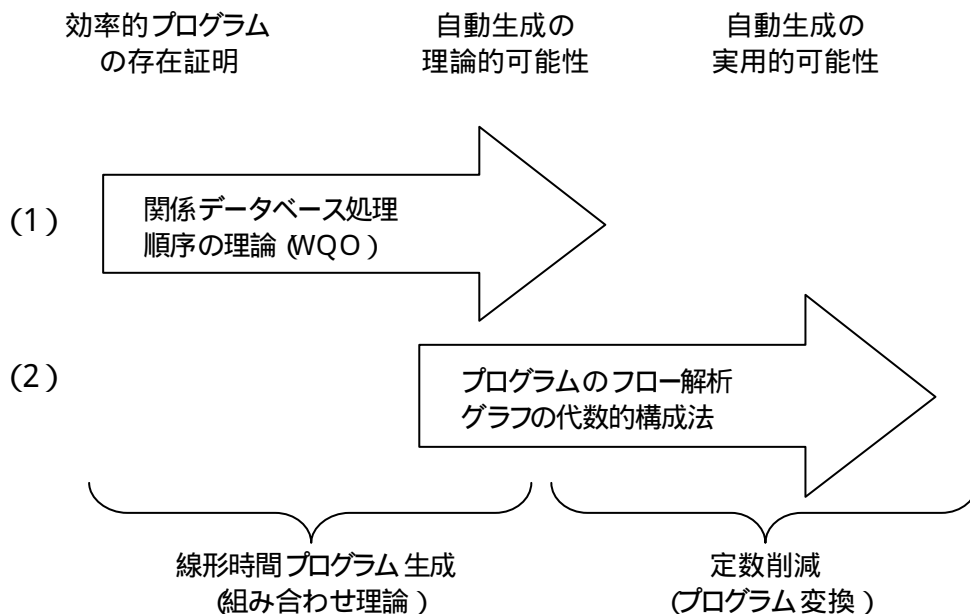 効率的プログラム
の存在証明
自動生成の
理論的可能性
自動生成の
実用的可能性
(1)
関係データベース処理
順序の理論 (WQO)
(2)
プログラムのフロー解析
グラフの代数的構成法
線形時間プログラム生成
(組み合わせ理論)
定数削減
(プログラム変換)